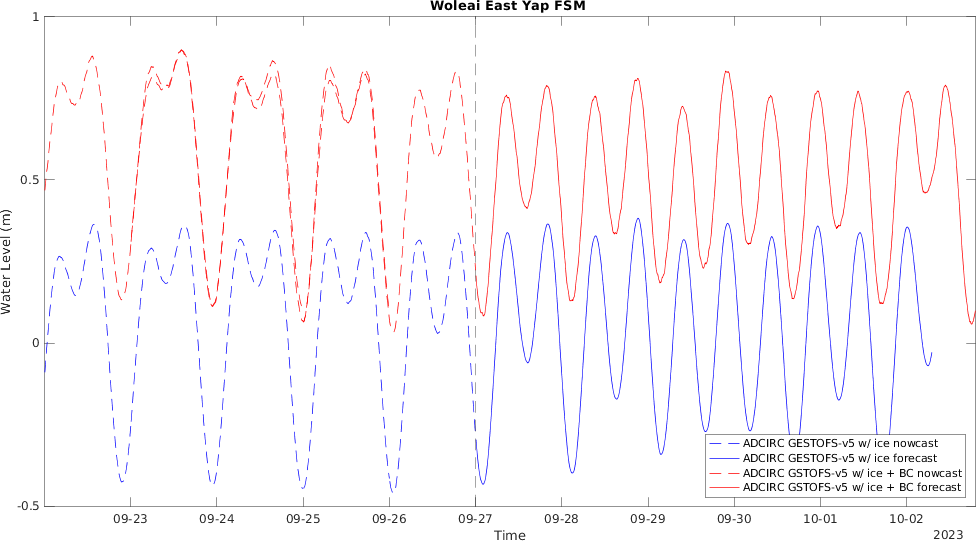 Woleai East Yap FSM
1
0.5
0
-0.5
Water Level (m)
09-23
09-24
09-25
09-26
09-27
09-28
09-29
09-30
10-01
10-02
Time
2023
ADCIRC GESTOFS-v5 w/ ice nowcast
ADCIRC GESTOFS-v5 w/ ice forecast
ADCIRC GSTOFS-v5 w/ ice + BC nowcast
ADCIRC GSTOFS-v5 w/ ice + BC forecast